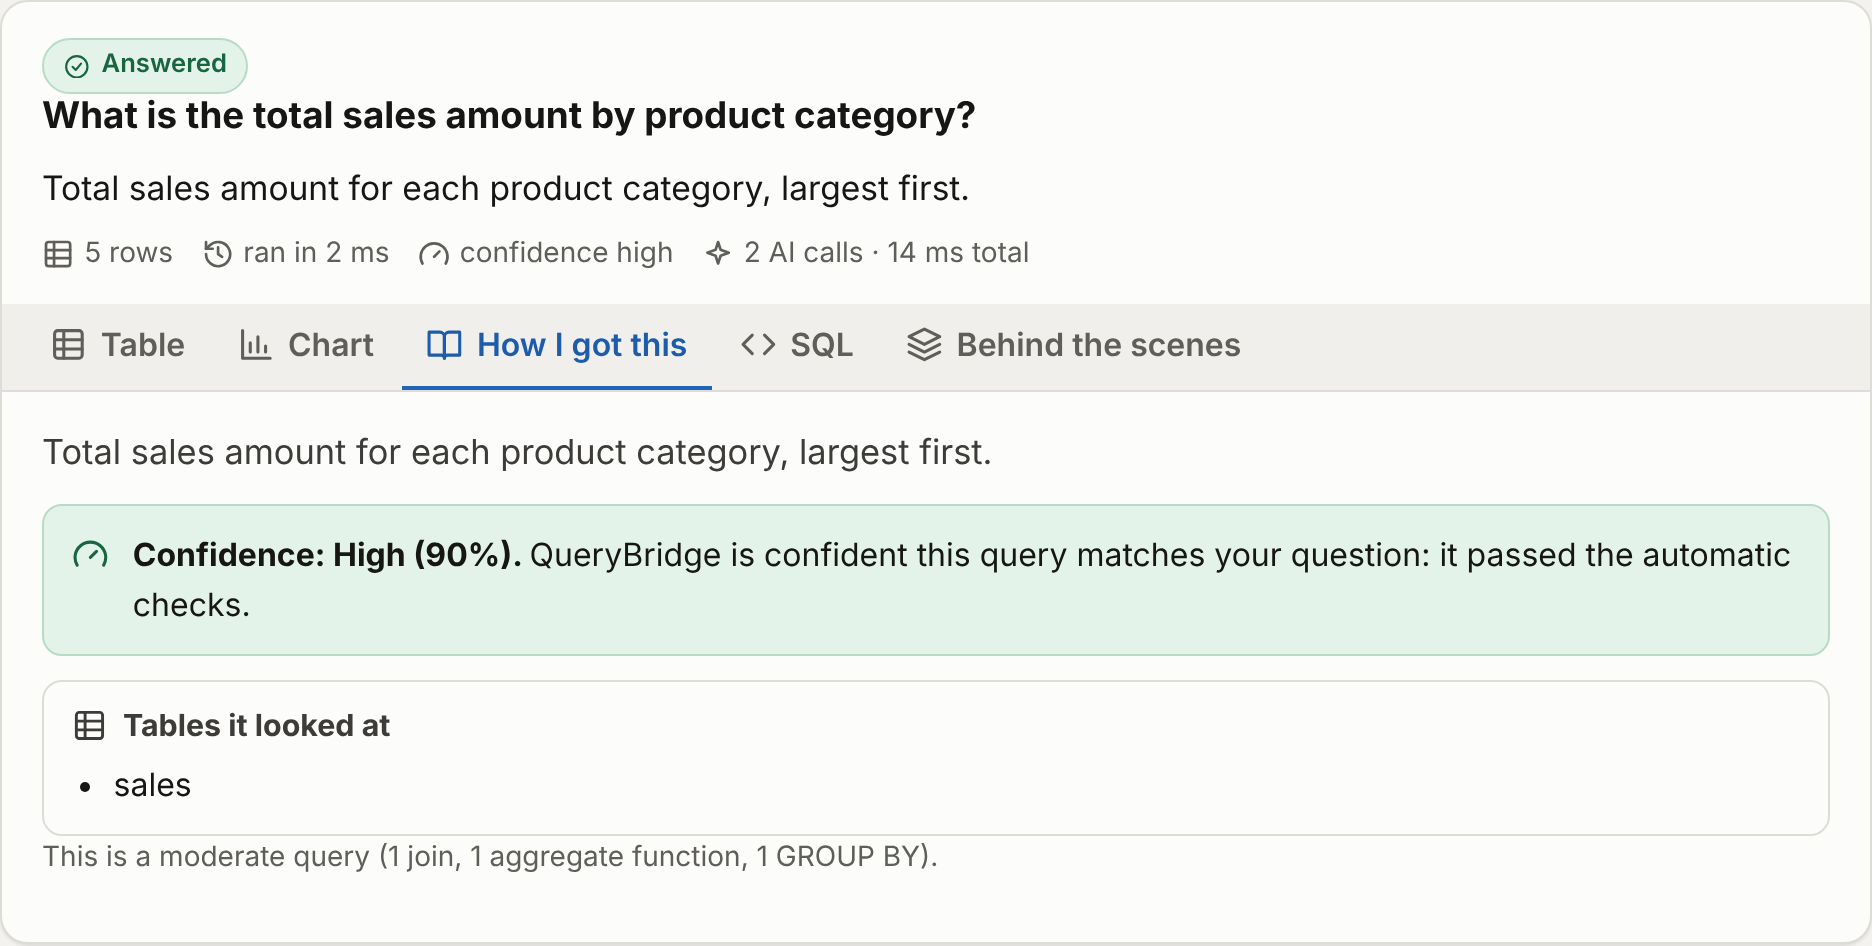 Answered
What is the total sales amount by product category?
Total sales amount for each product category, largest first.
5 rows ran in 2 ms confidence high 2 AI calls · 14 ms total
Table Chart How I got this SQL Behind the scenes
Total sales amount for each product category, largest first.
Confidence: High (90%). QueryBridge is confident this query matches your question: it passed the automatic
checks.
Tables it looked at
• sales
This is a moderate query (1 join, 1 aggregate function, 1 GROUP BY).